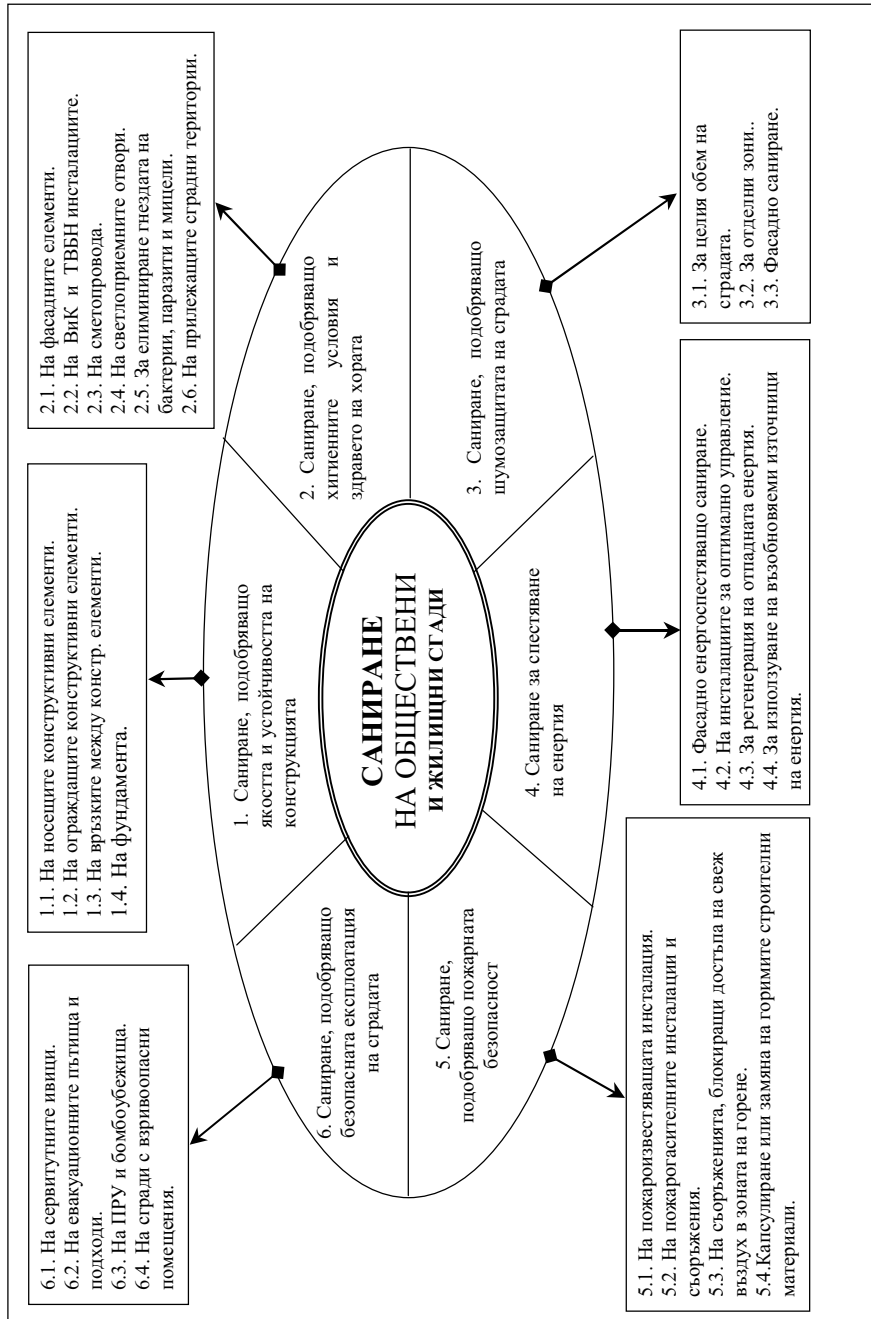 САНИРАНЕ
НА ОБЩЕСТВЕНИ
И ЖИЛИЩНИ СГАДИ
1. Саниране, подобряващо
якостта и устойчивостта на
конструкцията
1.1. На носещите конструктивни елементи.
1.2. На ограждащите конструктивни елементи.
1.3. На връзките между констр. елементи.
1.4. На фундамента.
2. Саниране, подобряващо
хигиенните условия и
здравето на хората
2.1. На фасадните елементи.
2.2. На ВиК и ТВБН инсталациите.
2.3. На сметопровода.
2.4. На светлоприемните отвори.
2.5. За елиминиране гнездата на
бактерии, паразити и мицели.
2.6. На прилежащите сградни територии.
3. Саниране, подобряващо
шумозащитата на сградата
3.1. За целия обем на
сградата.
3.2. За отделни зони..
3.3. Фасадно саниране.
4. Саниране за спестяване
на енергия
4.1. Фасадно енергоспестяващо саниране.
4.2. На инсталациите за оптимално управление.
4.3. За регенерация на отпадната енергия.
4.4. За използуване на възобновяеми източници
на енергия.
5. Саниране,
подобряващо пожарната
безопасност
5.1. На пожароизвестяващата инсталация.
5.2. На пожарогасителните инсталации и
съоръжения.
5.3. На съоръженията, блокиращи достъпа на свеж
въздух в зоната на горене.
5.4.Капсулиране или замяна на горимите строителни
материали.
6. Саниране, подобряващо
безопасната експлоатация
на сградата
6.1. На сервитутните ивици.
6.2. На евакуационните пътища и
подходи.
6.3. На ПРУ и бомбоубежища.
6.4. На сгради с взривоопасни
помещения.